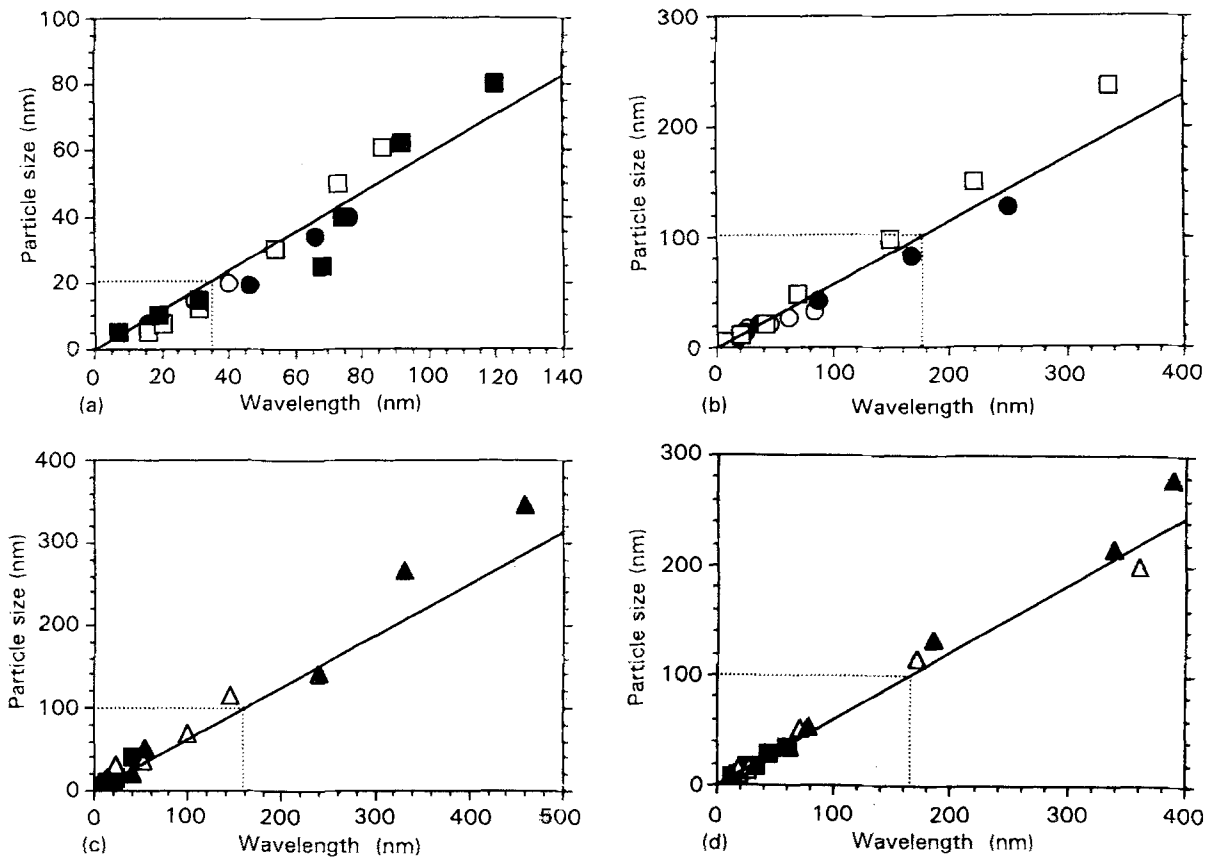 100
80
60
40
20
0
Particle size (nm)
0 20 40 60 80 100 120 140
(a) Wavelength (nm)
300
200
100
0
Particle size (nm)
0 100 200 300 400
(b) Wavelength (nm)
400
300
200
100
0
Particle size (nm)
0 100 200 300 400 500
(c) Wavelength (nm)
300
200
100
0
Particle size (nm)
0 100 200 300 400
(d) Wavelength (nm)